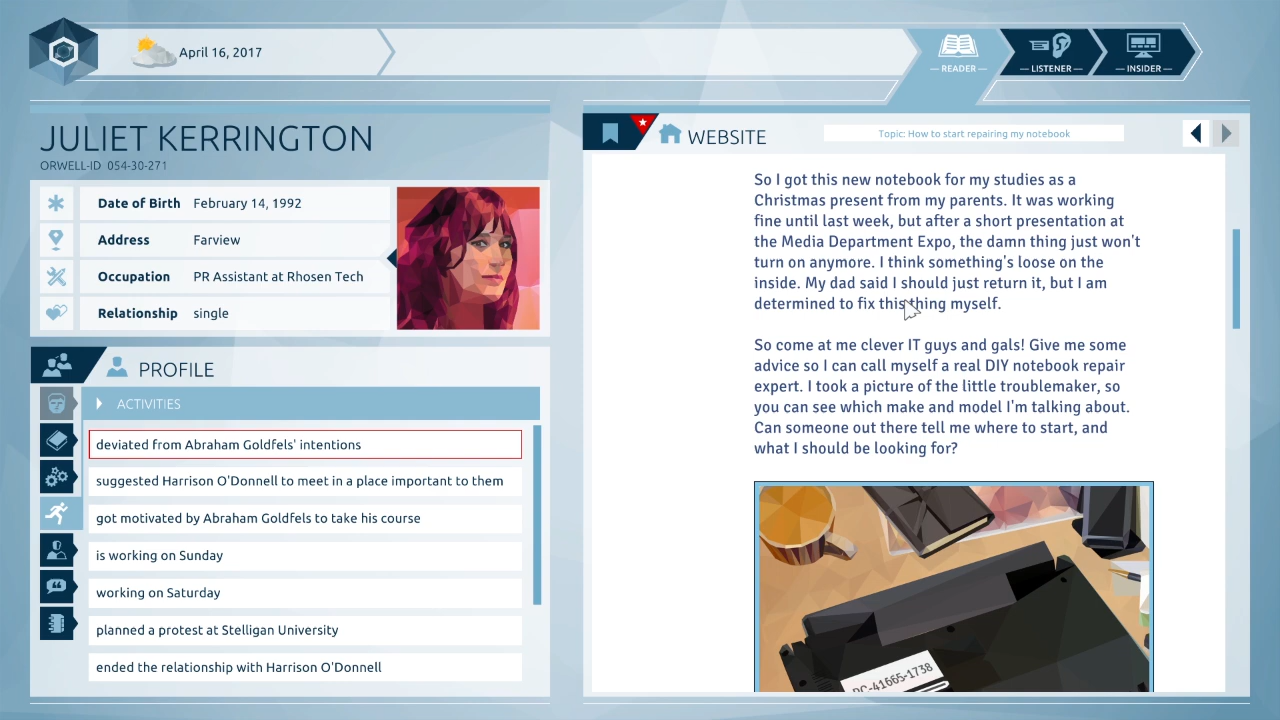 April 16, 2017
— READER —
— LISTENER —
— INSIDER —
JULIET KERRINGTON
ORWELL-ID 054-30-271
Date of Birth February 14, 1992
Address Farview
Occupation PR Assistant at Rhosen Tech
Relationship single
PROFILE
ACTIVITIES
deviated from Abraham Goldfels' intentions
suggested Harrison O'Donnell to meet in a place important to them
got motivated by Abraham Goldfels to take his course
is working on Sunday
working on Saturday
planned a protest at Stelligan University
ended the relationship with Harrison O'Donnell
WEBSITE
Topic: How to start repairing my notebook
So I got this new notebook for my studies as a
Christmas present from my parents. It was working
fine until last week, but after a short presentation at
the Media Department Expo, the damn thing just won't
turn on anymore. I think something's loose on the
inside. My dad said I should just return it, but I am
determined to fix this thing myself.
So come at me clever IT guys and gals! Give me some
advice so I can call myself a real DIY notebook repair
expert. I took a picture of the little troublemaker, so
you can see which make and model I'm talking about.
Can someone out there tell me where to start, and
what I should be looking for?
PC-41665-1738